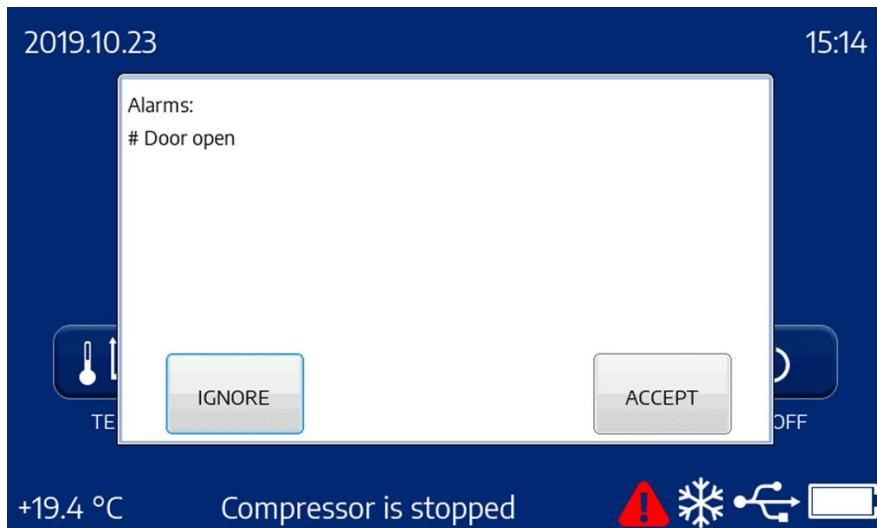 2019.10.23
15:14
Alarms:
# Door open
IGNORE
ACCEPT
TE
OFF
+19.4 °C
Compressor is stopped